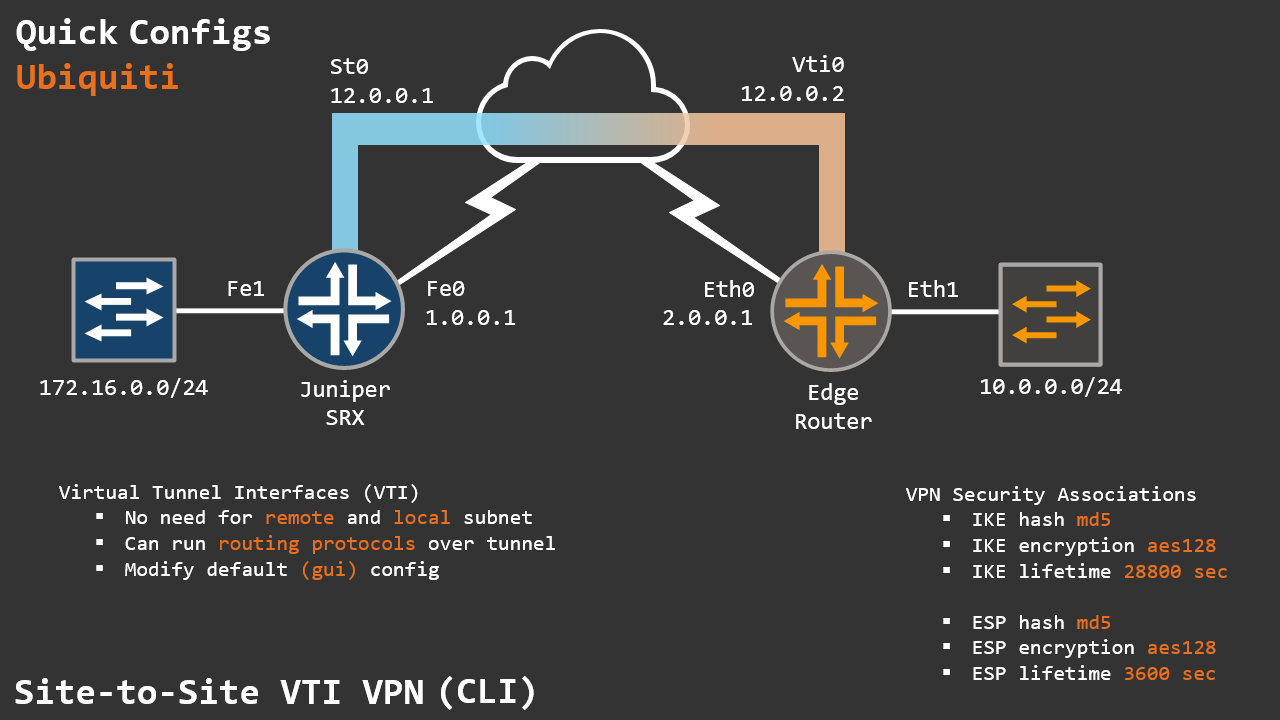 Quick Configs
Ubiquiti
St0
12.0.0.1
Vti0
12.0.0.2
Fe1
Fe0
1.0.0.1
Eth0
2.0.0.1
Eth1
172.16.0.0/24
Juniper
SRX
Edge
Router
10.0.0.0/24
Virtual Tunnel Interfaces (VTI)
▪ No need for remote and local subnet
▪ Can run routing protocols over tunnel
▪ Modify default (gui) config
VPN Security Associations
▪ IKE hash md5
▪ IKE encryption aes128
▪ IKE lifetime 28800 sec
▪ ESP hash md5
▪ ESP encryption aes128
▪ ESP lifetime 3600 sec
Site-to-Site VTI VPN (CLI)